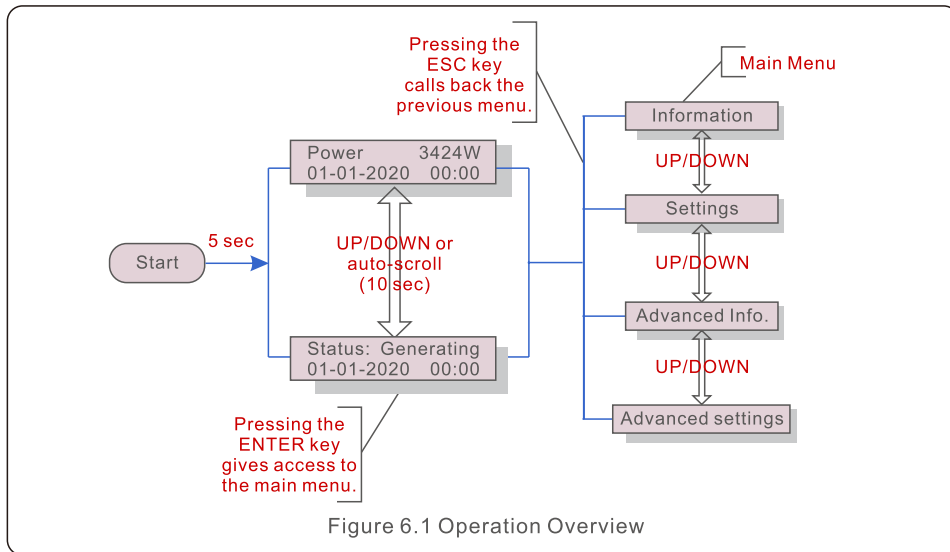 Pressing the
ESC key
calls back the
previous menu.
Main Menu
Information
UP/DOWN
Settings
UP/DOWN
Advanced Info.
UP/DOWN
Advanced settings
Power 3424W
01-01-2020 00:00
5 sec
Start
UP/DOWN or
auto-scroll
(10 sec)
Status: Generating
01-01-2020 00:00
Pressing the
ENTER key
gives access to
the main menu.
Figure 6.1 Operation Overview